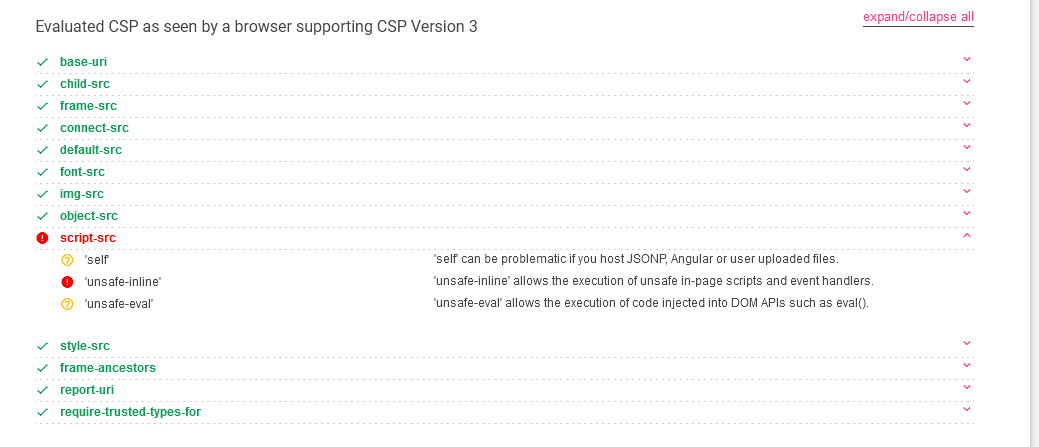 expand/collapse all
Evaluated CSP as seen by a browser supporting CSP Version 3
base-uri
child-src
frame-src
connect-src
default-src
font-src
img-src
object-src
script-src
'self' 'self' can be problematic if you host JSONP, Angular or user uploaded files.
'unsafe-inline' 'unsafe-inline' allows the execution of unsafe in-page scripts and event handlers.
'unsafe-eval' 'unsafe-eval' allows the execution of code injected into DOM APIs such as eval().
style-src
frame-ancestors
report-uri
require-trusted-types-for